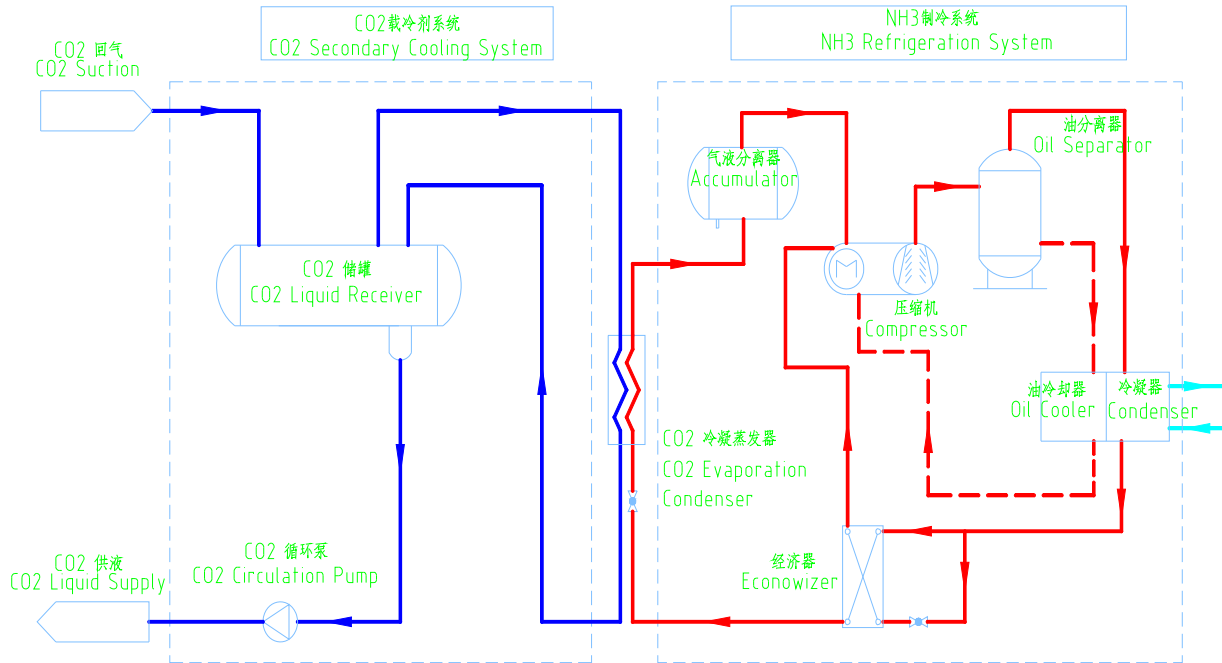 CO2载冷剂系统
CO2 Secondary Cooling System
NH3制冷系统
NH3 Refrigeration System
CO2 回气
CO2 Suction
油分离器
Oil Separator
气液分离器
Accumulator
CO2 储罐
CO2 Liquid Receiver
压缩机
Compressor
油冷却器
Oil Cooler
冷凝器
Condenser
CO2 冷凝蒸发器
CO2 Evaporation
Condenser
CO2 供液
CO2 Liquid Supply
CO2 循环泵
CO2 Circulation Pump
经济器
Econowizer
M